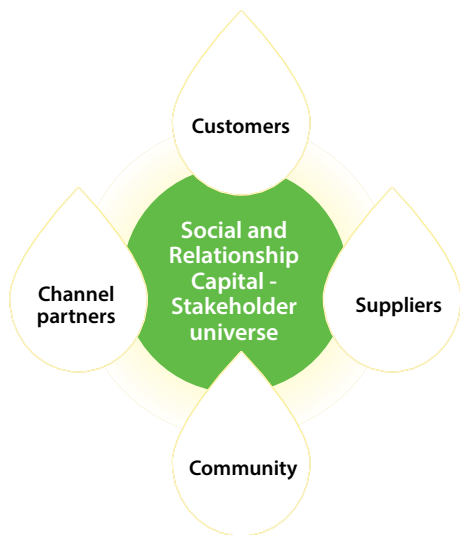 Customers
Social and
Relationship
Capital -
Stakeholder
universe
Channel
partners
Suppliers
Community